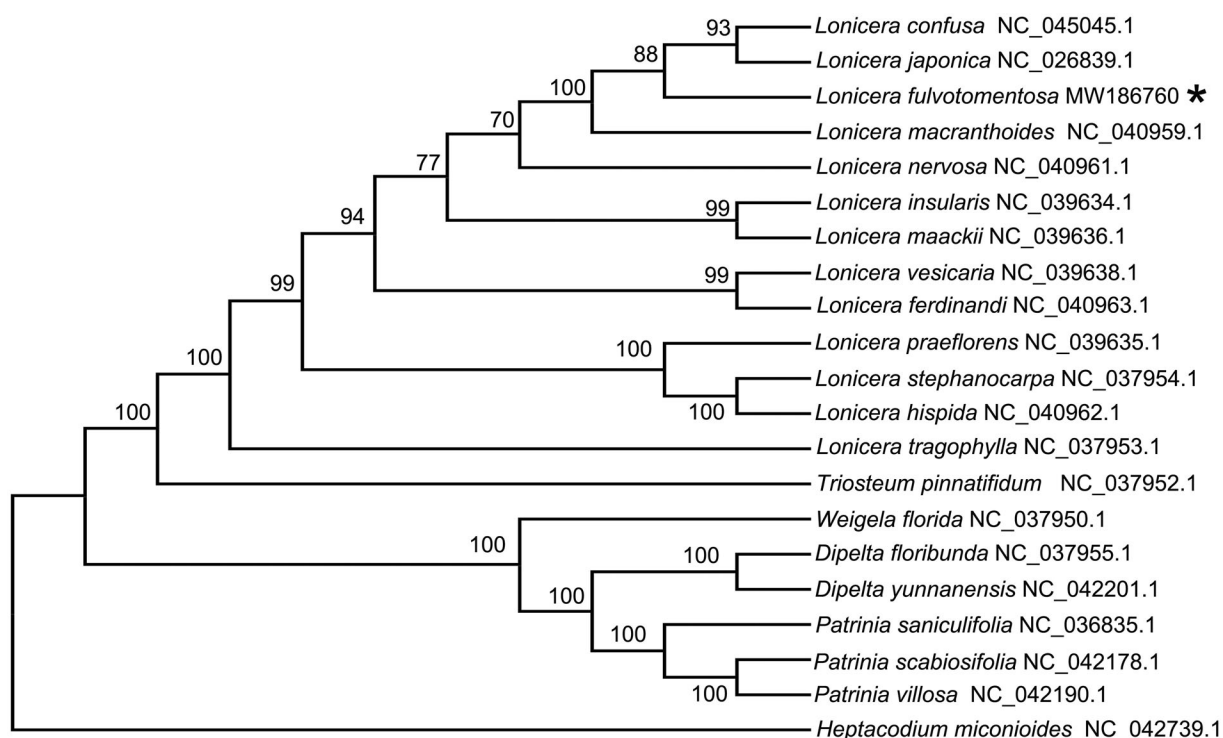 93 Lonicera confusa NC_045045.1
88 Lonicera japonica NC_026839.1
100 Lonicera fulvotomentosa MW186760 *
70 Lonicera macranthoides NC_040959.1
77 Lonicera nervosa NC_040961.1
99 Lonicera insularis NC_039634.1
94 Lonicera maackii NC_039636.1
99 99 Lonicera vesicaria NC_039638.1
Lonicera ferdinandi NC_040963.1
100 100 Lonicera praeflorens NC_039635.1
Lonicera stephanocarpa NC_037954.1
100 100 Lonicera hispida NC_040962.1
Lonicera tragophylla NC_037953.1
Triosteum pinnatifidum NC_037952.1
Weigela florida NC_037950.1
100 100 Dipelta floribunda NC_037955.1
100 Dipelta yunnanensis NC_042201.1
100 Patrinia saniculifolia NC_036835.1
Patrinia scabiosifolia NC_042178.1
100 Patrinia villosa NC_042190.1
Heptacodium miconioides NC_042739.1